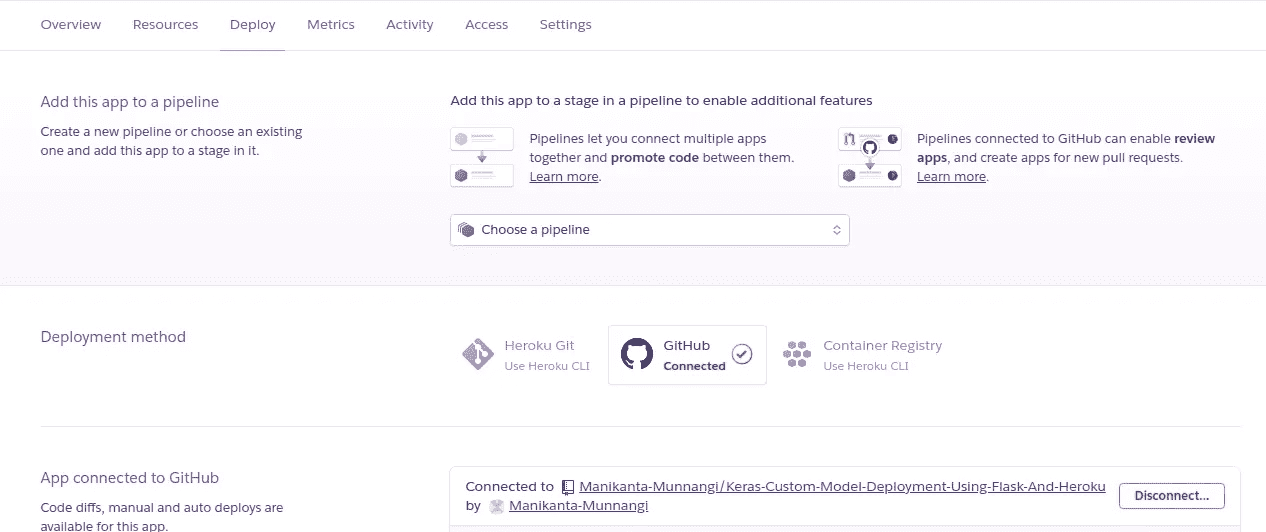 Overview Resources Deploy Metrics Activity Access Settings
Add this app to a pipeline
Create a new pipeline or choose an existing
one and add this app to a stage in it.
Add this app to a stage in a pipeline to enable additional features
Pipelines let you connect multiple apps
together and promote code between them.
Learn more.
Pipelines connected to GitHub can enable review
apps, and create apps for new pull requests.
Learn more.
Choose a pipeline
Deployment method
Heroku Git
Use Heroku CLI
GitHub
Connected
Container Registry
Use Heroku CLI
App connected to GitHub
Code diffs, manual and auto deploys are
available for this app.
Connected to Manikanta-Munnangi/Keras-Custom-Model-Deployment-Using-Flask-And-Heroku
by Manikanta-Munnangi
Disconnect...